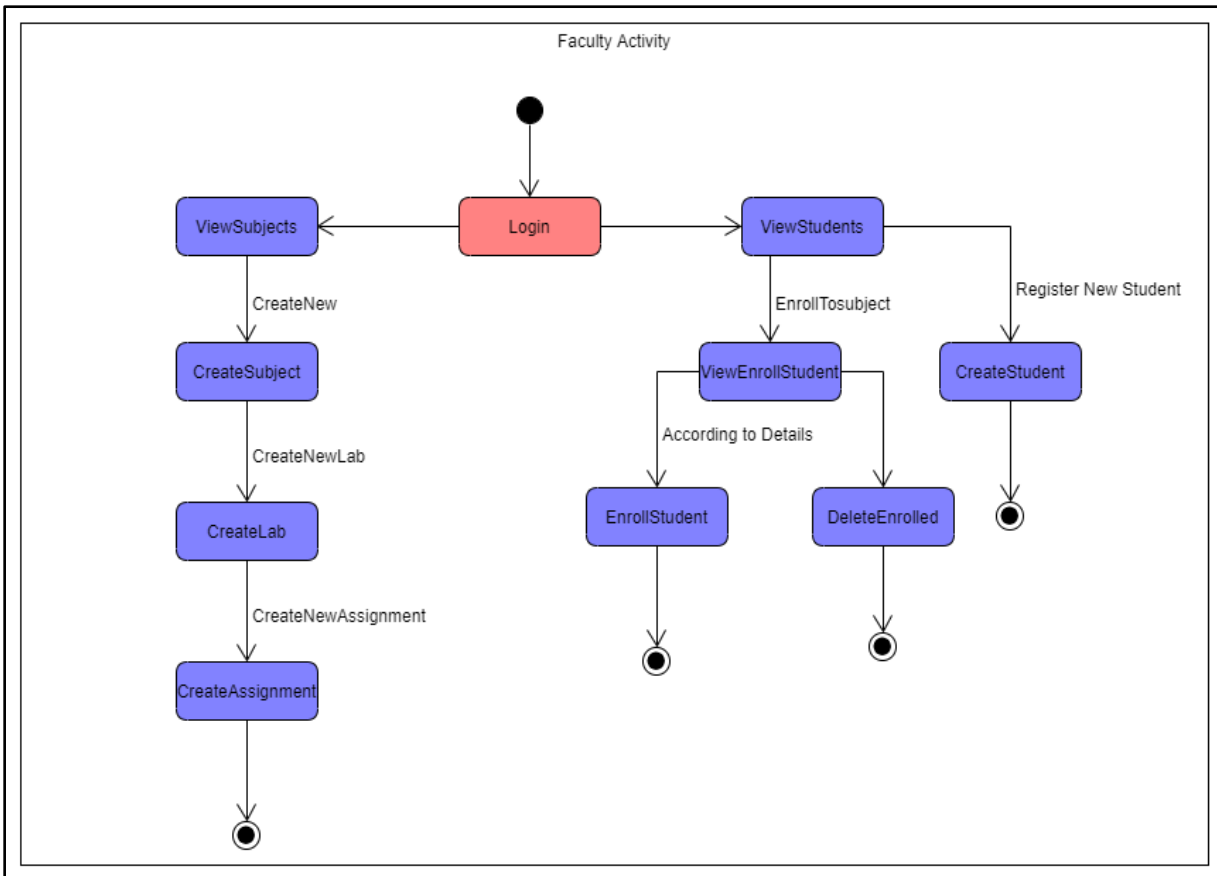 Faculty Activity
ViewSubjects
Login
ViewStudents
CreateNew
EnrollTosubject
Register New Student
CreateSubject
ViewEnrollStudent
CreateStudent
According to Details
CreateNewLab
EnrollStudent
DeleteEnrolled
CreateLab
CreateNewAssignment
CreateAssignment